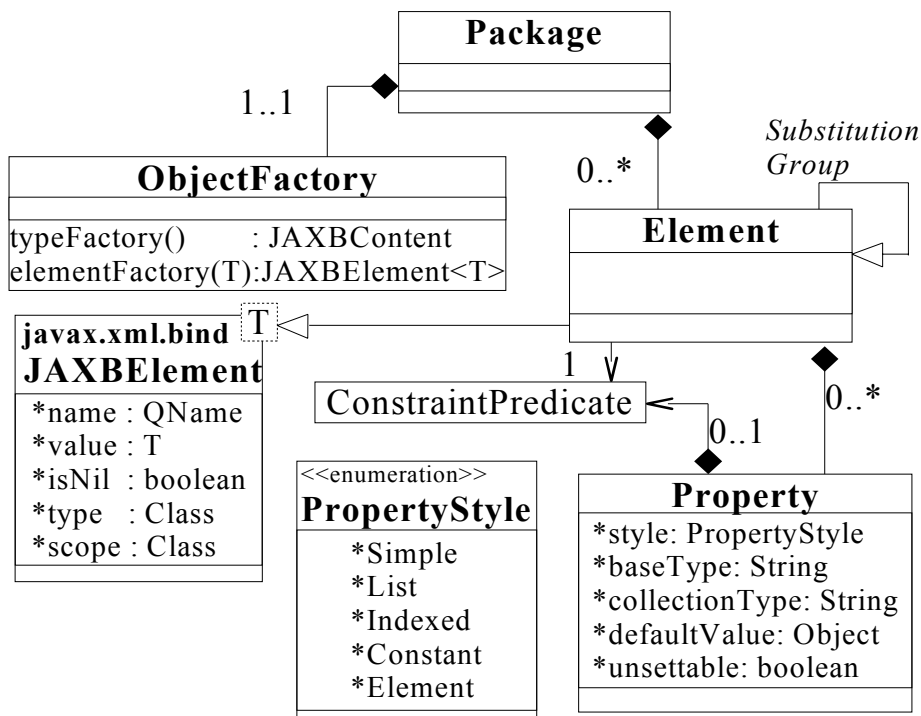 Package
1..1
0..*
Substitution
Group
ObjectFactory
typeFactory() : JAXBContent
elementFactory(T):JAXBElement<T>
Element
javax.xml.bind
T
JAXBElement
*name : QName
*value : T
*isNil : boolean
*type : Class
*scope : Class
1
ConstraintPredicate
0..1
0..*
<<enumeration>>
PropertyStyle
*Simple
*List
*Indexed
*Constant
*Element
Property
*style: PropertyStyle
*baseType: String
*collectionType: String
*defaultValue: Object
*unsettable: boolean